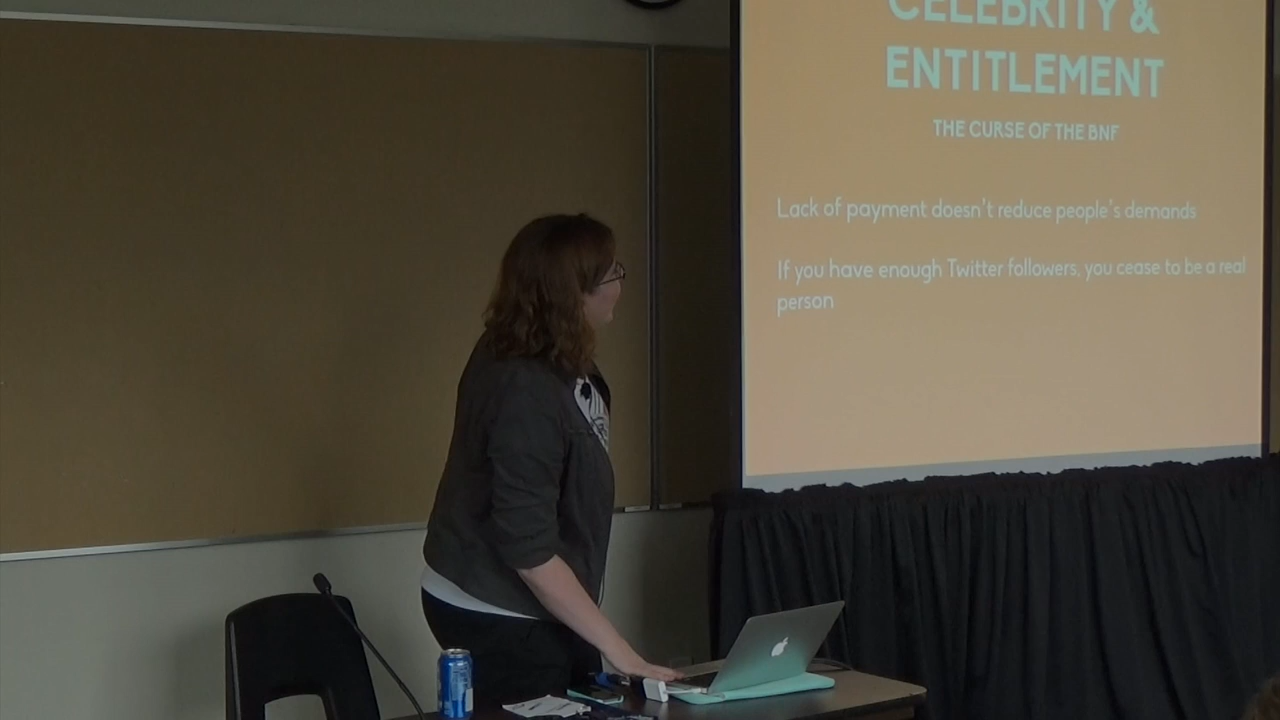 CELEBRITY &
ENTITLEMENT
THE CURSE OF THE BNF
Lack of payment doesn't reduce people's demands
If you have enough Twitter followers, you cease to be a real
person